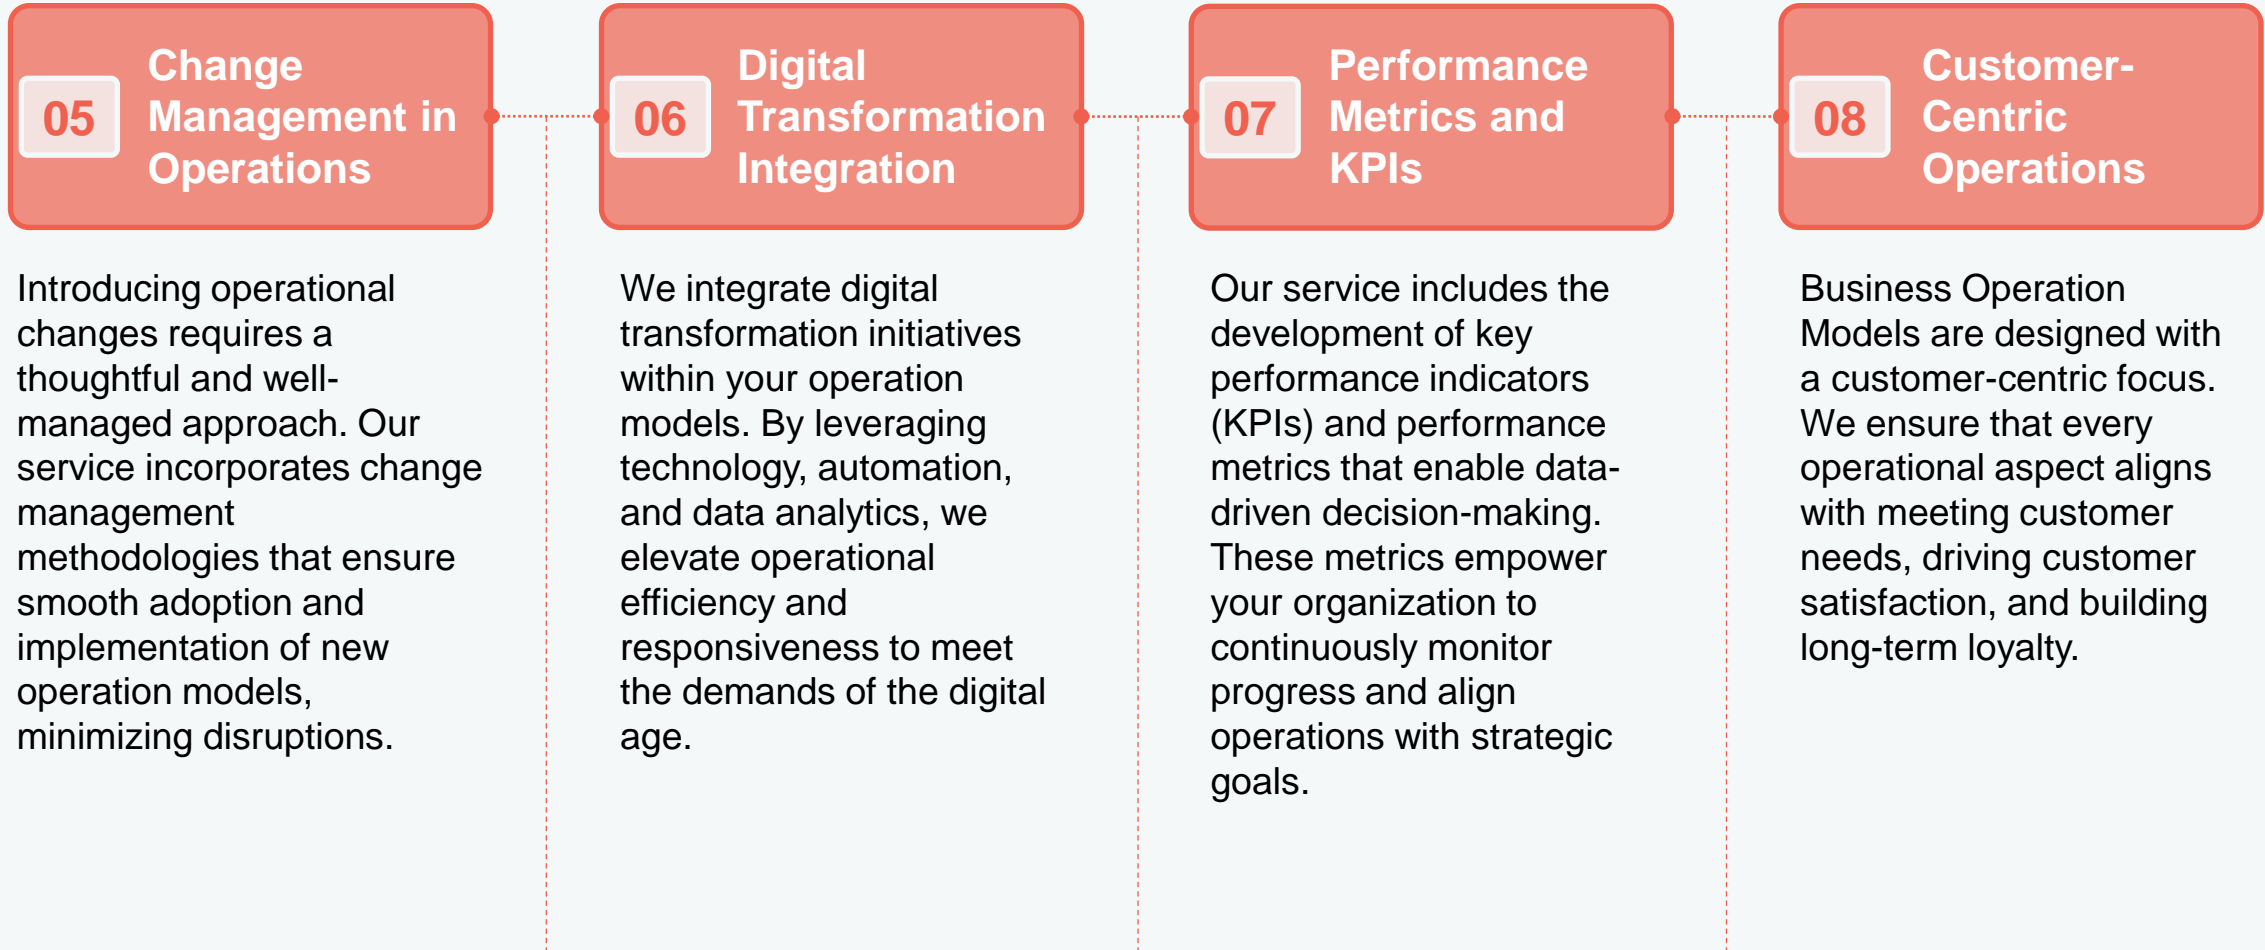 05
Change
Management in
Operations
Introducing operational
changes requires a
thoughtful and well-
managed approach. Our
service incorporates change
management
methodologies that ensure
smooth adoption and
implementation of new
operation models,
minimizing disruptions.
06
Digital
Transformation
Integration
We integrate digital
transformation initiatives
within your operation
models. By leveraging
technology, automation,
and data analytics, we
elevate operational
efficiency and
responsiveness to meet
the demands of the digital
age.
07
Performance
Metrics and
KPIs
Our service includes the
development of key
performance indicators
(KPIs) and performance
metrics that enable data-
driven decision-making.
These metrics empower
your organization to
continuously monitor
progress and align
operations with strategic
goals.
08
Customer-
Centric
Operations
Business Operation
Models are designed with
a customer-centric focus.
We ensure that every
operational aspect aligns
with meeting customer
needs, driving customer
satisfaction, and building
long-term loyalty.